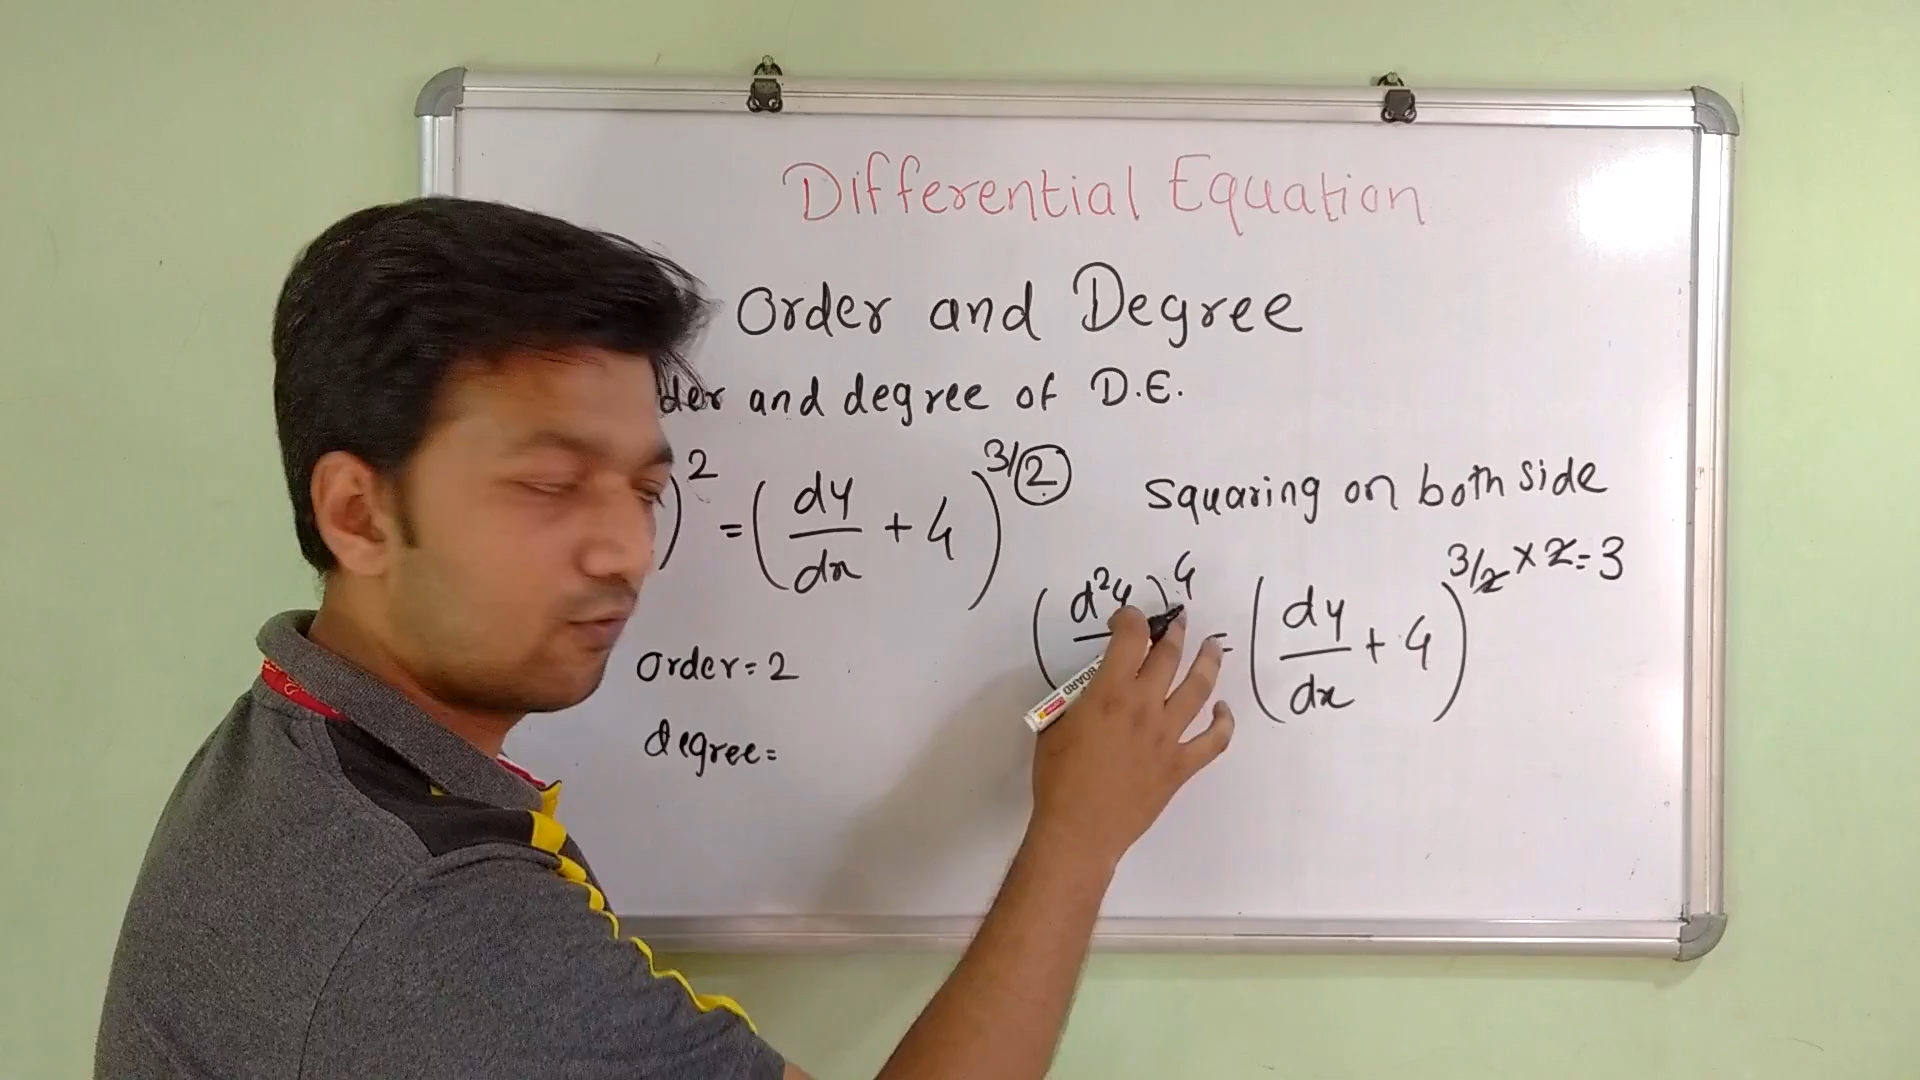 Differential Equation
Order and Degree
der and degree of D.E.
)² = (dy/dx + 4)^3/2
squaring on both side
(d²y )⁴ = (dy/dx + 4)^3/2 × 2 = 3
order = 2
degree =
BOARD